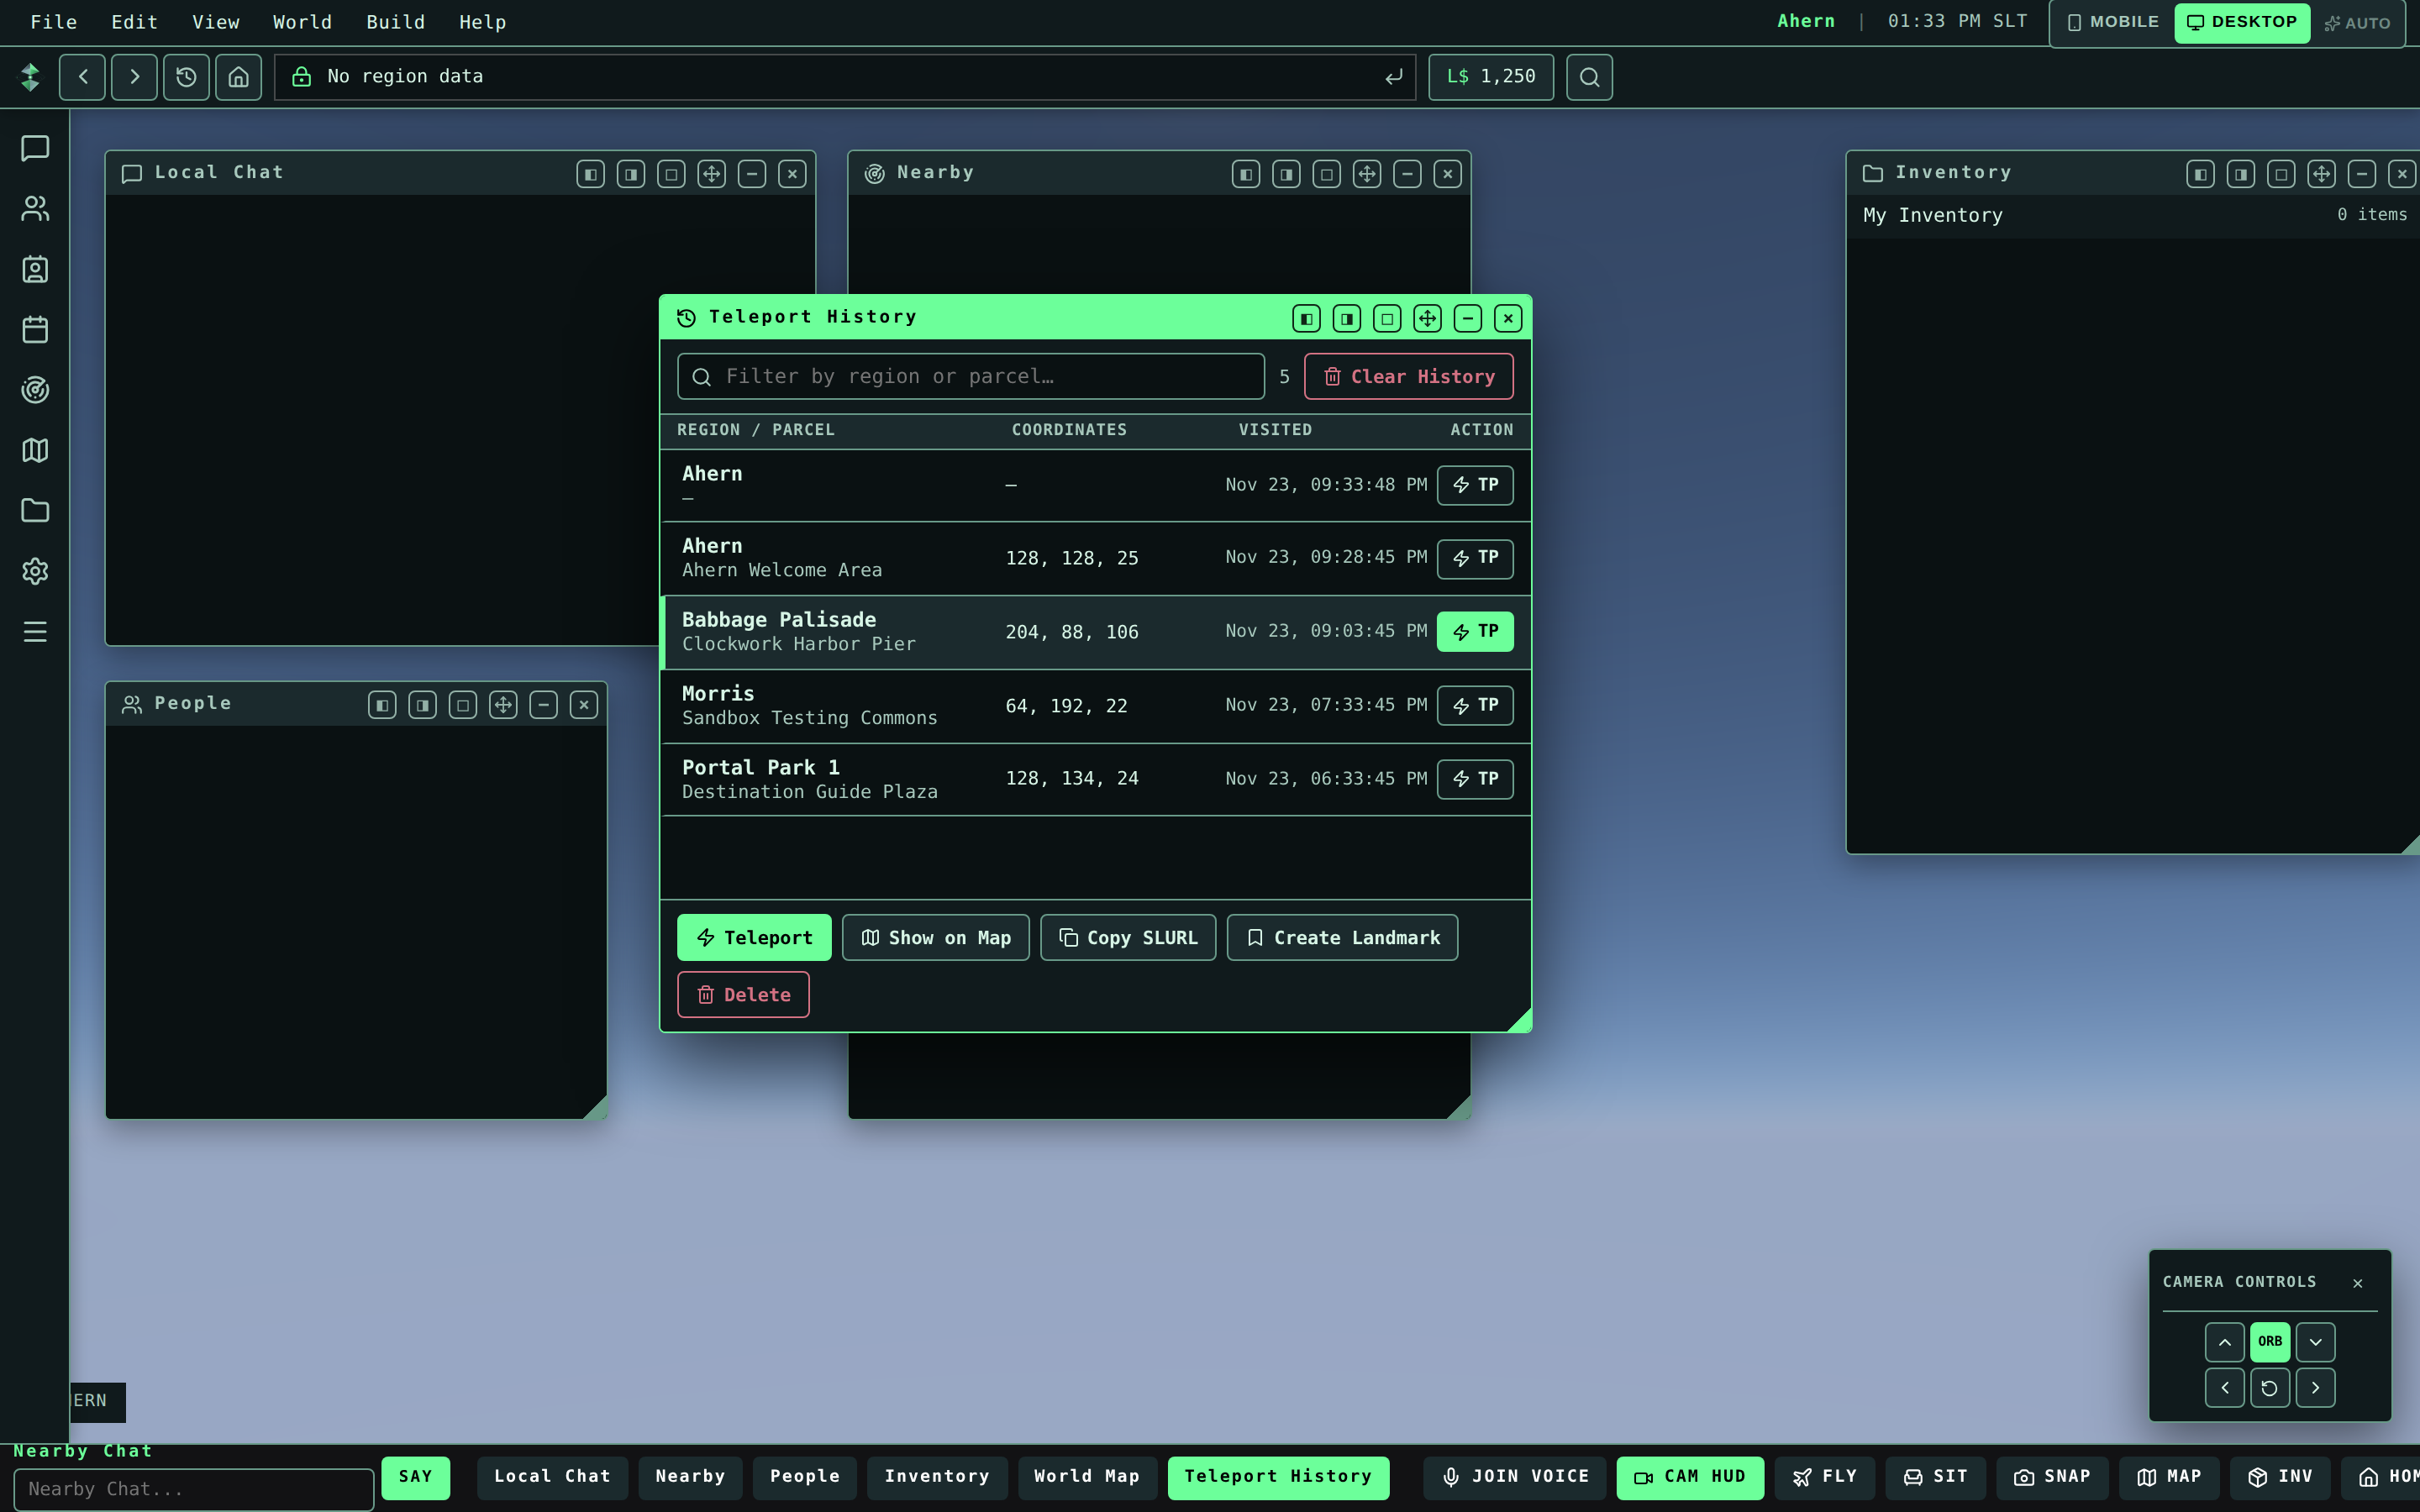 File Edit View World Build Help
Ahern | 01:33 PM SLT MOBILE DESKTOP AUTO
No region data
L$ 1,250
Local Chat
Nearby
Inventory
My Inventory 0 items
Teleport History
Filter by region or parcel… 5 Clear History
REGION / PARCEL COORDINATES VISITED ACTION
Ahern
— — Nov 23, 09:33:48 PM TP
Ahern
Ahern Welcome Area 128, 128, 25 Nov 23, 09:28:45 PM TP
Babbage Palisade
Clockwork Harbor Pier 204, 88, 106 Nov 23, 09:03:45 PM TP
Morris
Sandbox Testing Commons 64, 192, 22 Nov 23, 07:33:45 PM TP
Portal Park 1
Destination Guide Plaza 128, 134, 24 Nov 23, 06:33:45 PM TP
Teleport Show on Map Copy SLURL Create Landmark
Delete
People
CAMERA CONTROLS
ORB
ERN
Nearby Chat
Nearby Chat... SAY Local Chat Nearby People Inventory World Map Teleport History JOIN VOICE CAM HUD FLY SIT SNAP MAP INV HOM